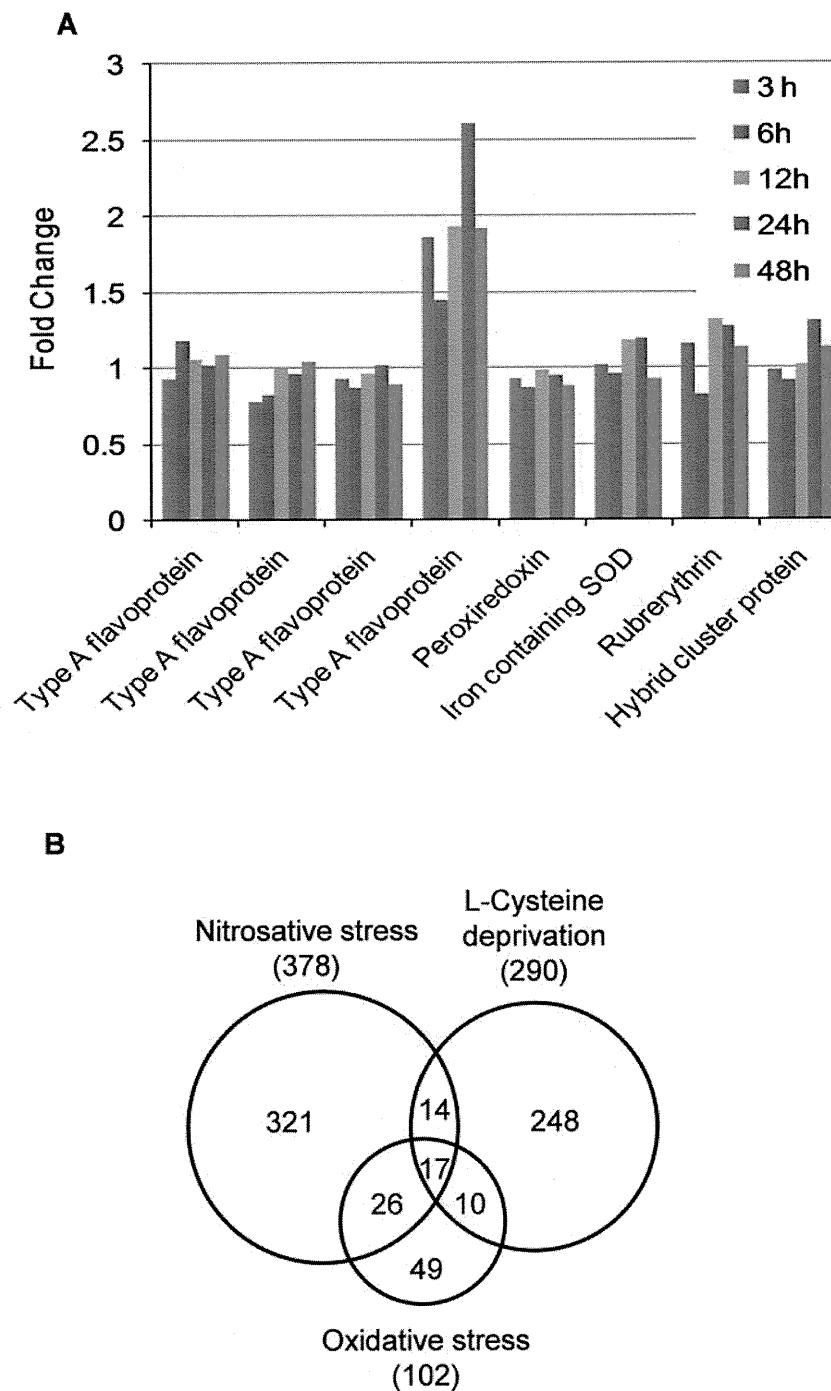 A
3
2.5
2
1.5
1
0.5
0
Fold Change
3 h
6h
12h
24h
48h
Type A flavoprotein
Type A flavoprotein
Type A flavoprotein
Type A flavoprotein
Peroxiredoxin
Iron containing SOD
Rubrerythrin
Hybrid cluster protein
B
Nitrosative stress
(378)
L-Cysteine
deprivation
(290)
321
14
248
17
26
10
49
Oxidative stress
(102)